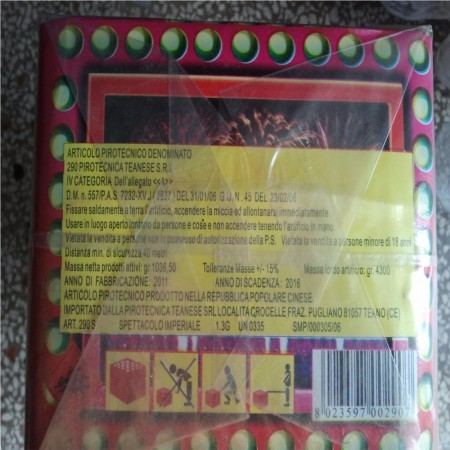 ARTICOLO PIROTECNICO DENOMINATO
290 PIROTECNICA TEANESE S.R.L
IV CATEGORIA Dell'allegato <<A>>
D.M. n. 557/P.A.S. 7232-XVJ ( 1837 ) DEL 31/01/06 G.U.N. 45 DEL 23/02/06
Fissare saldamente a terra l'artificio, accendere la miccia ed allontanarsi immediatamente.
Usare in luogo aperto lontano da persone e cose e non accendere tenendo l'artificio in mano.
Vietata la vendita a persone non in possesso di autorizzazione della P.S. Vietata la vendita a persone minore di 18 anni
Distanza min. di sicurezza 40 metri
Massa netta prodotti attivi: gr. 1036,50 Tolleranze Masse +/- 15% Massa lordo artificio: gr. 4300
ANNO DI FABBRICAZIONE: 2011 ANNO DI SCADENZA: 2016
ARTICOLO PIROTECNICO PRODOTTO NELLA REPUBBLICA POPOLARE CINESE
IMPORTATO DALLA PIROTECNICA TEANESE SRL LOCALITA CROCELLE FRAZ. PUGLIANO 81057 TEANO (CE)
ART. 290 S SPETTACOLO IMPERIALE 1.3G UN 0335 SMP/000305/06
8 023597 002907